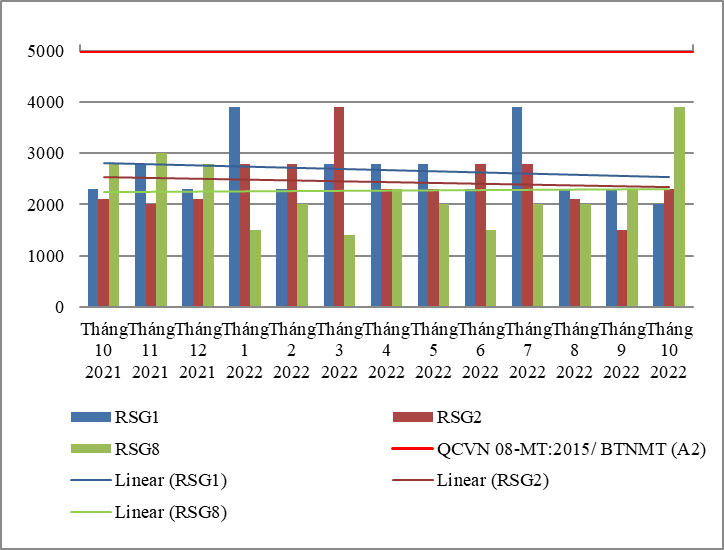 5000
4000
3000
2000
1000
0
Tháng 10 2021
Tháng 11 2021
Tháng 12 2021
Tháng 1 2022
Tháng 2 2022
Tháng 3 2022
Tháng 4 2022
Tháng 5 2022
Tháng 6 2022
Tháng 7 2022
Tháng 8 2022
Tháng 9 2022
Tháng 10 2022
RSG1
RSG2
RSG8
QCVN 08-MT:2015/ BTNMT (A2)
Linear (RSG1)
Linear (RSG2)
Linear (RSG8)